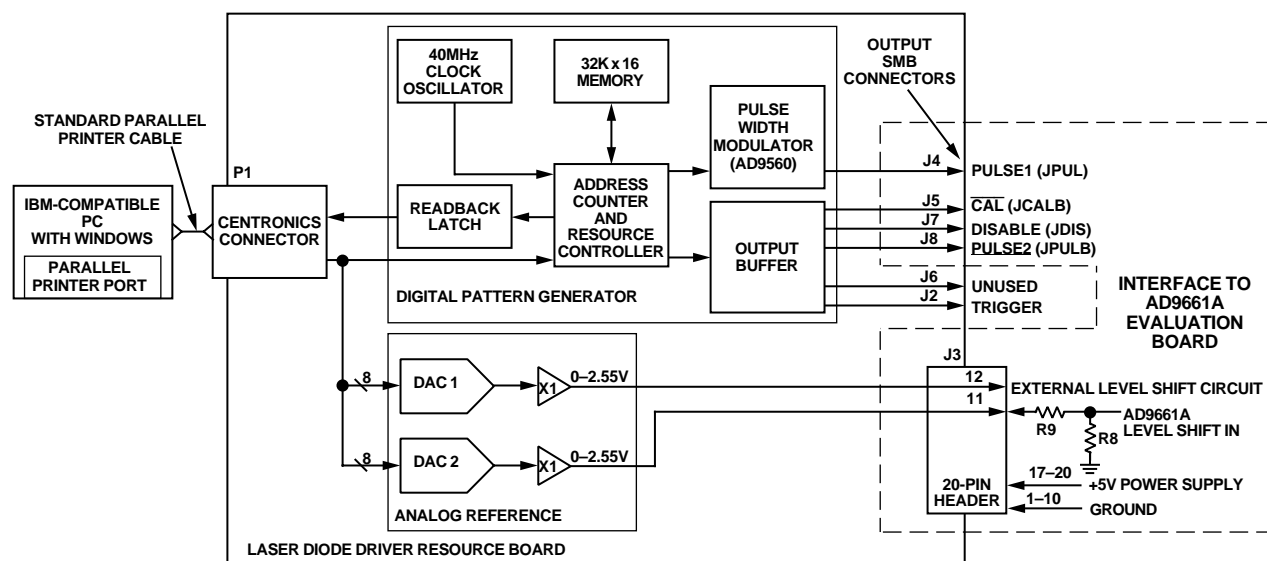 40MHz
CLOCK
OSCILLATOR
32K x 16
MEMORY
OUTPUT
SMB
CONNECTORS
STANDARD PARALLEL
PRINTER CABLE
PULSE
WIDTH
MODULATOR
(AD9560)
P1
J4
PULSE1 (JPUL)
IBM-COMPATIBLE
PC
WITH WINDOWS
PARALLEL
PRINTER PORT
CENTRONICS
CONNECTOR
READBACK
LATCH
ADDRESS
COUNTER
AND
RESOURCE
CONTROLLER
OUTPUT
BUFFER
J5
CAL (JCALB)
J7
DISABLE (JDIS)
J8
PULSE2 (JPULB)
J6
UNUSED
J2
TRIGGER
DIGITAL PATTERN GENERATOR
INTERFACE TO
AD9661A
EVALUATION
BOARD
J3
8
DAC 1
X1
0–2.55V
12
EXTERNAL LEVEL SHIFT CIRCUIT
11
R9
AD9661A
LEVEL SHIFT IN
R8
8
DAC 2
X1
0–2.55V
17–20
+5V POWER SUPPLY
20-PIN
HEADER
1–10
GROUND
ANALOG REFERENCE
LASER DIODE DRIVER RESOURCE BOARD